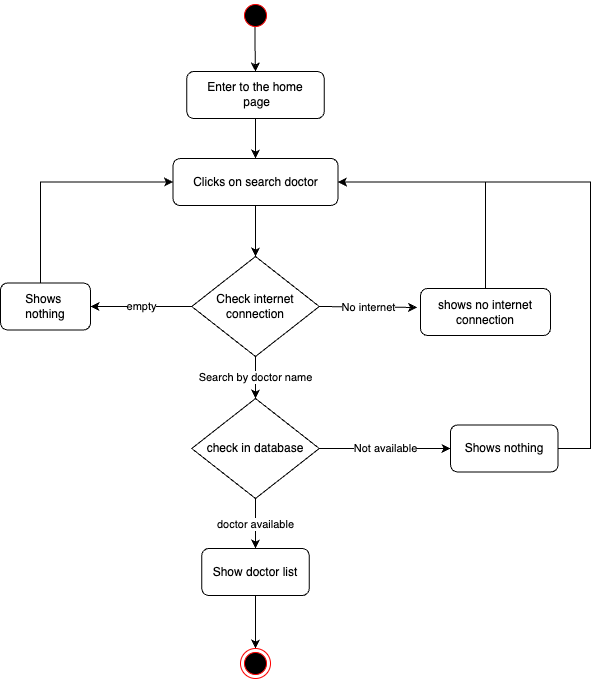 Enter to the home
page
Clicks on search doctor
Shows
nothing
empty
Check internet
connection
No internet
shows no internet
connection
Search by doctor name
check in database
Not available
Shows nothing
doctor available
Show doctor list